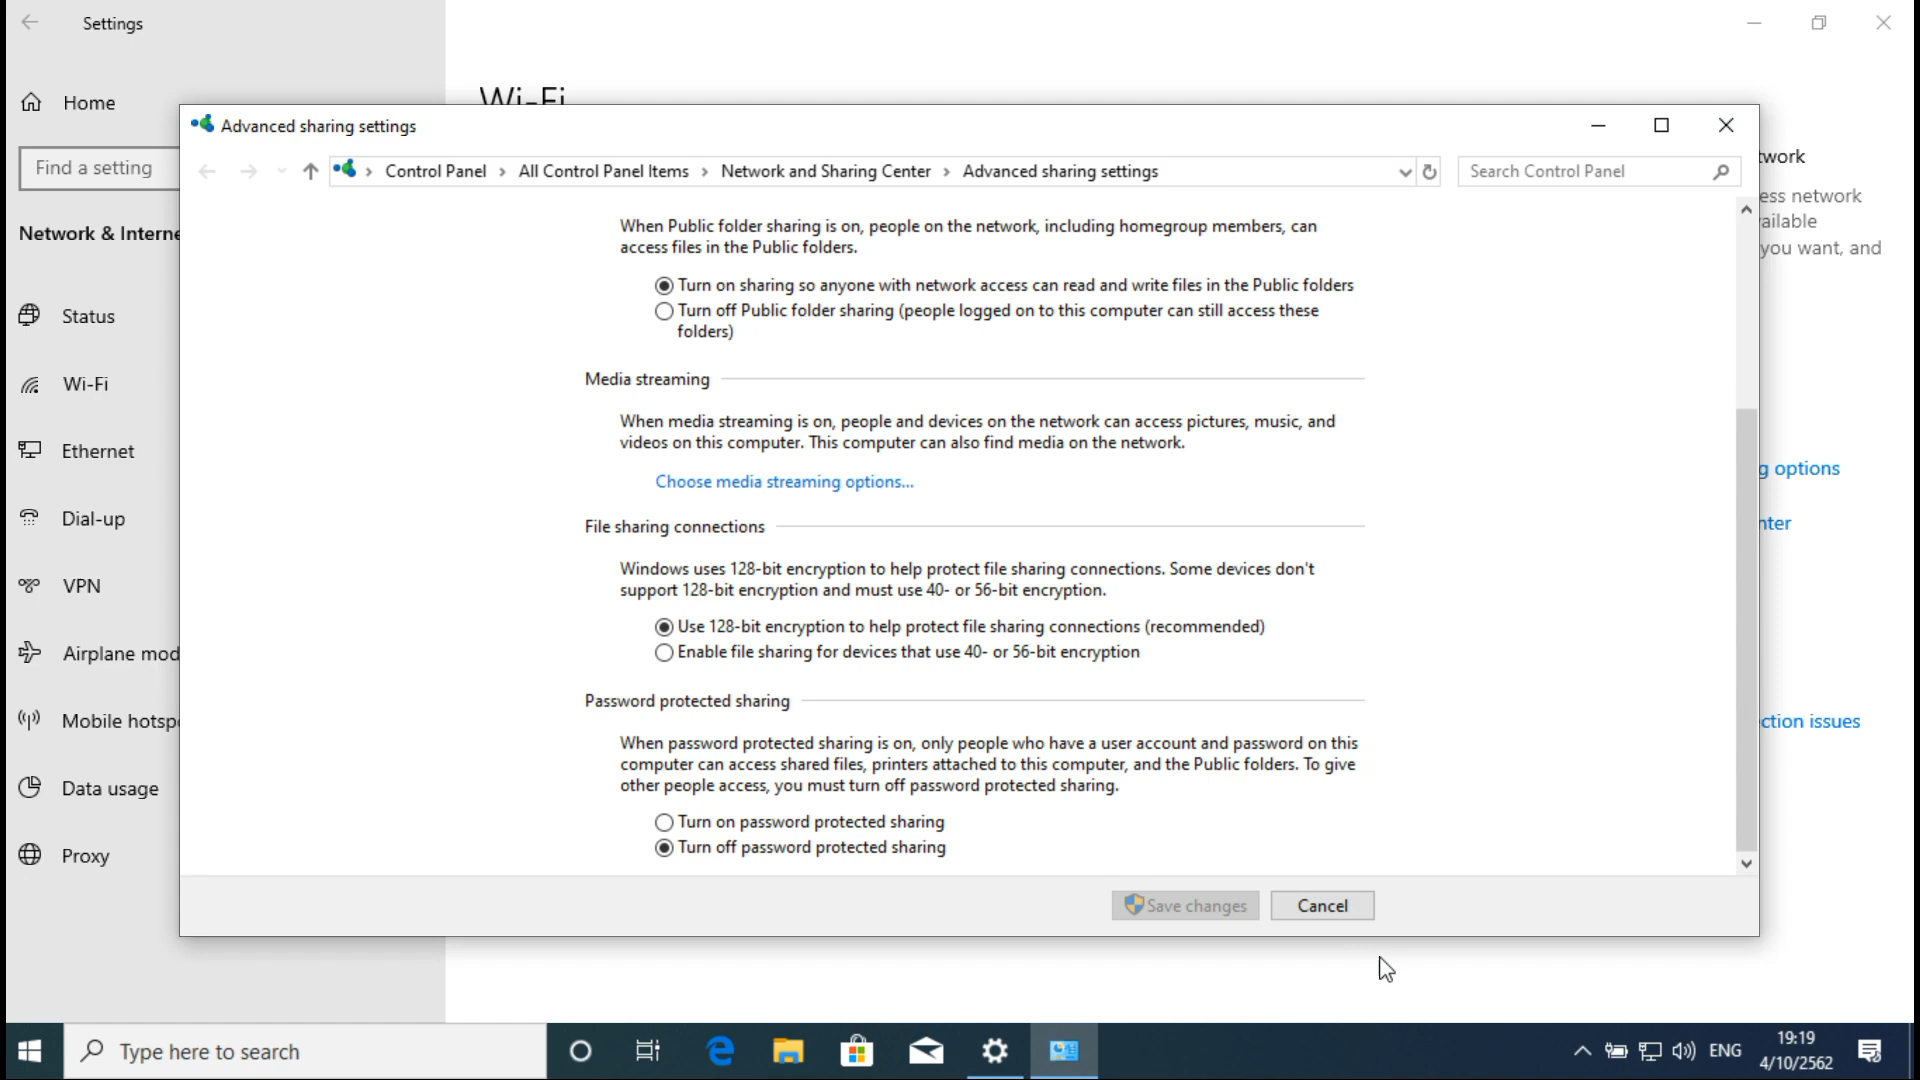 Settings
Wi-Fi
Home
Find a setting
Network & Interne
Status
Wi-Fi
Ethernet
Dial-up
VPN
Airplane mod
Mobile hotsp
Data usage
Proxy
Advanced sharing settings
Control Panel > All Control Panel Items > Network and Sharing Center > Advanced sharing settings
Search Control Panel
When Public folder sharing is on, people on the network, including homegroup members, can
access files in the Public folders.
Turn on sharing so anyone with network access can read and write files in the Public folders
Turn off Public folder sharing (people logged on to this computer can still access these
folders)
Media streaming
When media streaming is on, people and devices on the network can access pictures, music, and
videos on this computer. This computer can also find media on the network.
Choose media streaming options...
File sharing connections
Windows uses 128-bit encryption to help protect file sharing connections. Some devices don't
support 128-bit encryption and must use 40- or 56-bit encryption.
Use 128-bit encryption to help protect file sharing connections (recommended)
Enable file sharing for devices that use 40- or 56-bit encryption
Password protected sharing
When password protected sharing is on, only people who have a user account and password on this
computer can access shared files, printers attached to this computer, and the Public folders. To give
other people access, you must turn off password protected sharing.
Turn on password protected sharing
Turn off password protected sharing
Save changes
Cancel
twork
ess network
ailable
you want, and
g options
nter
ction issues
Type here to search
ENG
19:19
4/10/2562